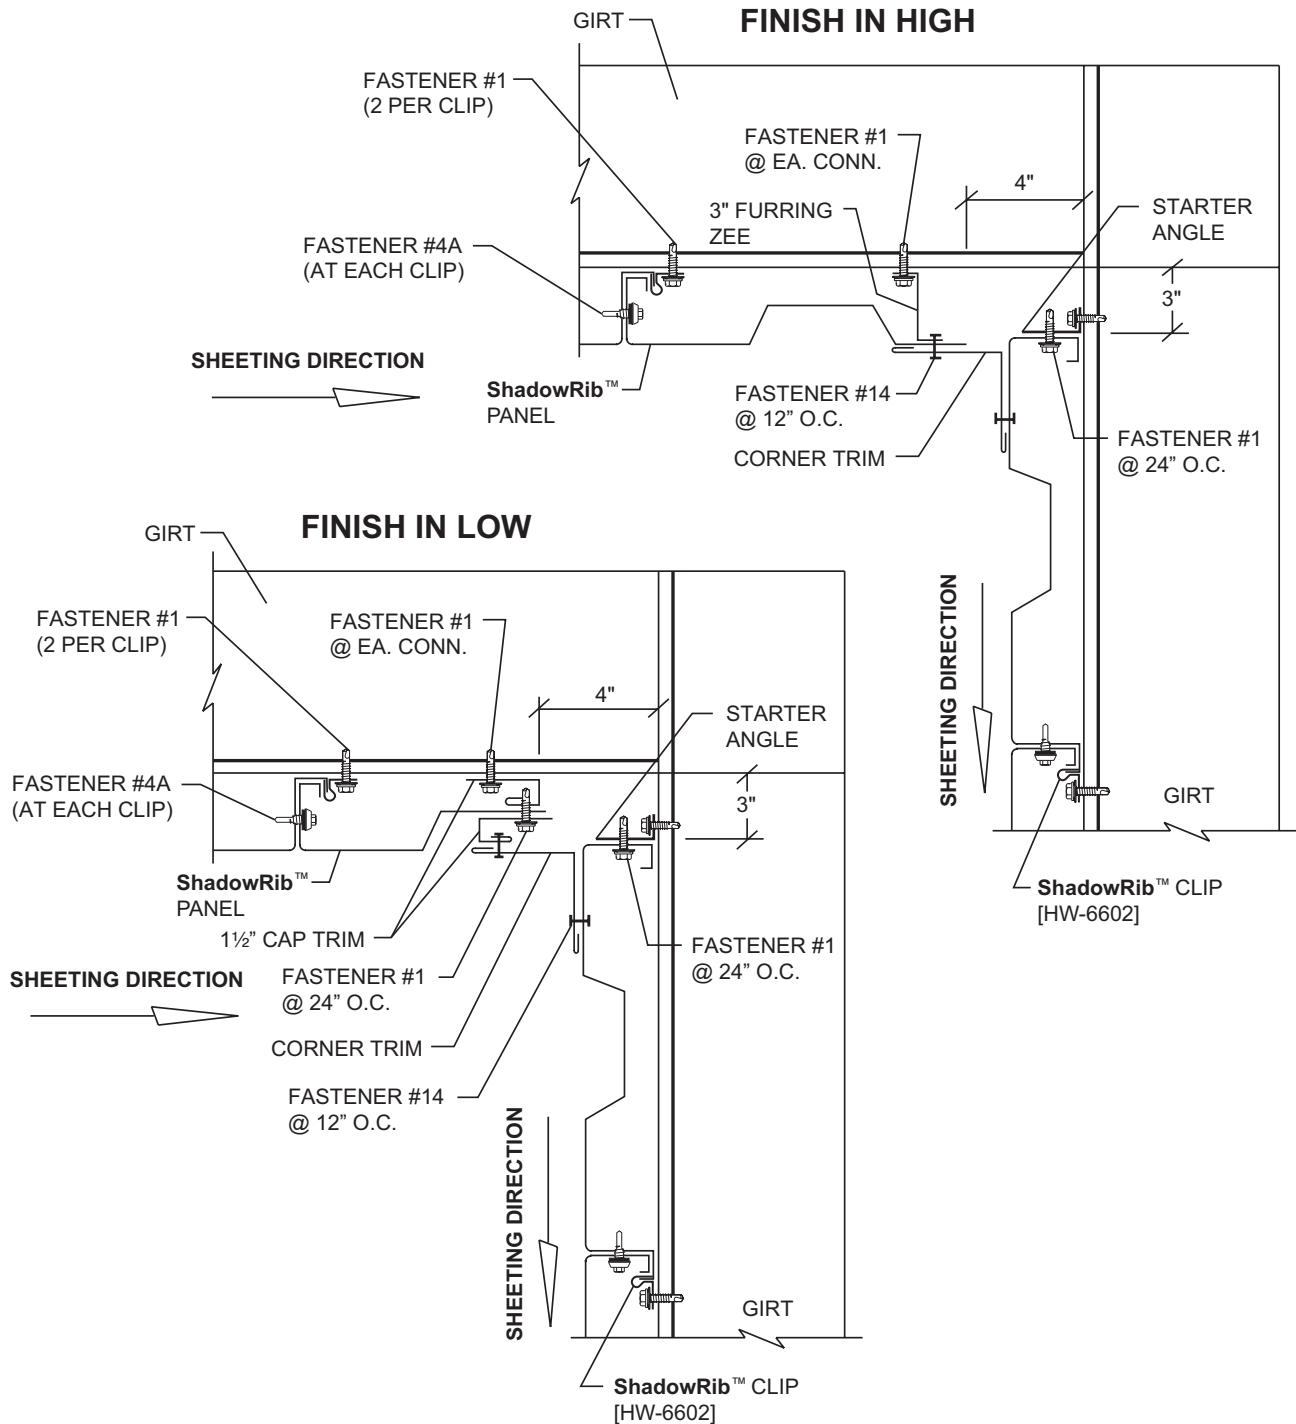 FINISH IN HIGH
GIRT
FASTENER #1
(2 PER CLIP)
FASTENER #1
@ EA. CONN.
4"
3" FURRING
ZEE
STARTER
ANGLE
FASTENER #4A
(AT EACH CLIP)
3"
SHEETING DIRECTION
ShadowRib™
PANEL
FASTENER #14
@ 12” O.C.
CORNER TRIM
FASTENER #1
@ 24” O.C.
SHEETING DIRECTION
GIRT
ShadowRib™ CLIP
[HW-6602]
FINISH IN LOW
GIRT
FASTENER #1
(2 PER CLIP)
FASTENER #1
@ EA. CONN.
4"
STARTER
ANGLE
FASTENER #4A
(AT EACH CLIP)
3"
ShadowRib™
PANEL
1½” CAP TRIM
SHEETING DIRECTION
FASTENER #1
@ 24” O.C.
FASTENER #1
@ 24” O.C.
CORNER TRIM
FASTENER #14
@ 12” O.C.
SHEETING DIRECTION
GIRT
ShadowRib™ CLIP
[HW-6602]